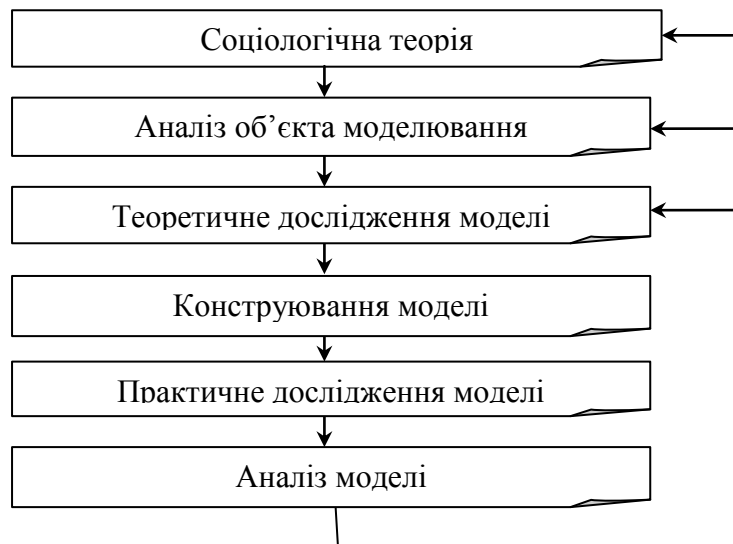 Соціологічна теорія
Аналіз об’єкта моделювання
Теоретичне дослідження моделі
Конструювання моделі
Практичне дослідження моделі
Аналіз моделі